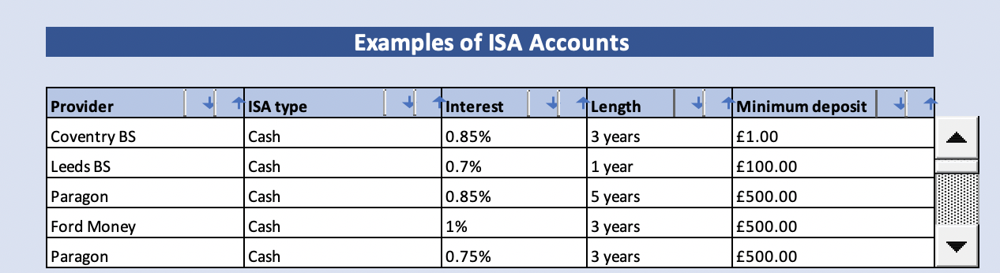 Examples of ISA Accounts
Provider ISA type Interest Length Minimum deposit
Coventry BS Cash 0.85% 3 years £1.00
Leeds BS Cash 0.7% 1 year £100.00
Paragon Cash 0.85% 5 years £500.00
Ford Money Cash 1% 3 years £500.00
Paragon Cash 0.75% 3 years £500.00